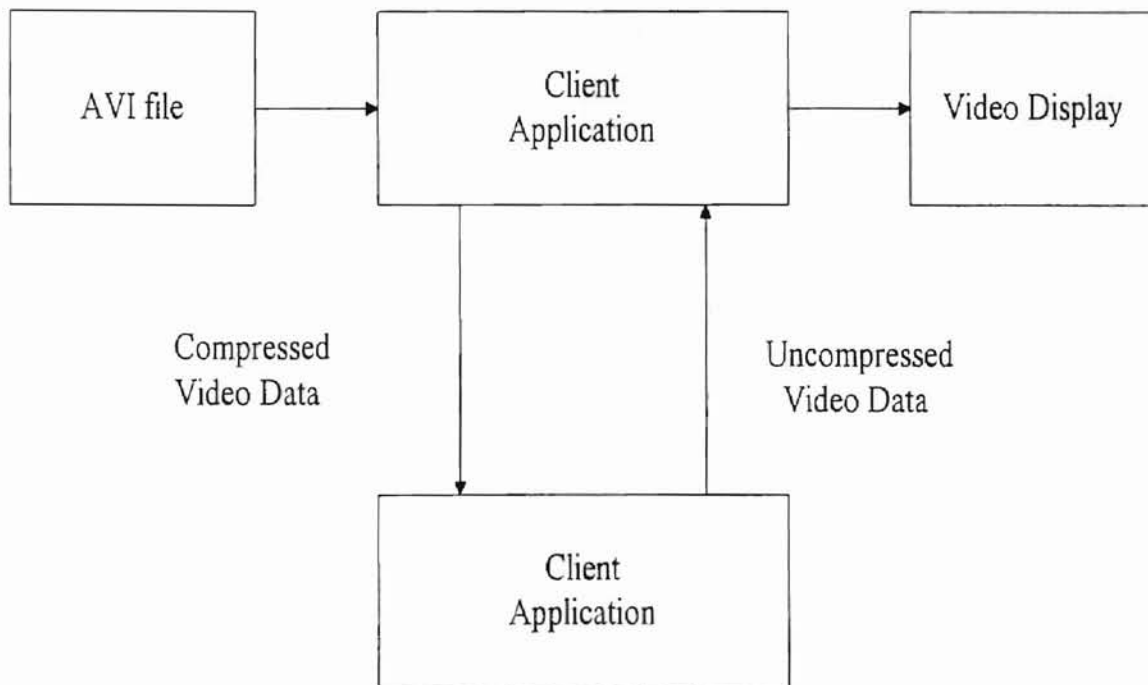 AVI file
Client
Application
Video Display
Compressed
Video Data
Uncompressed
Video Data
Client
Application